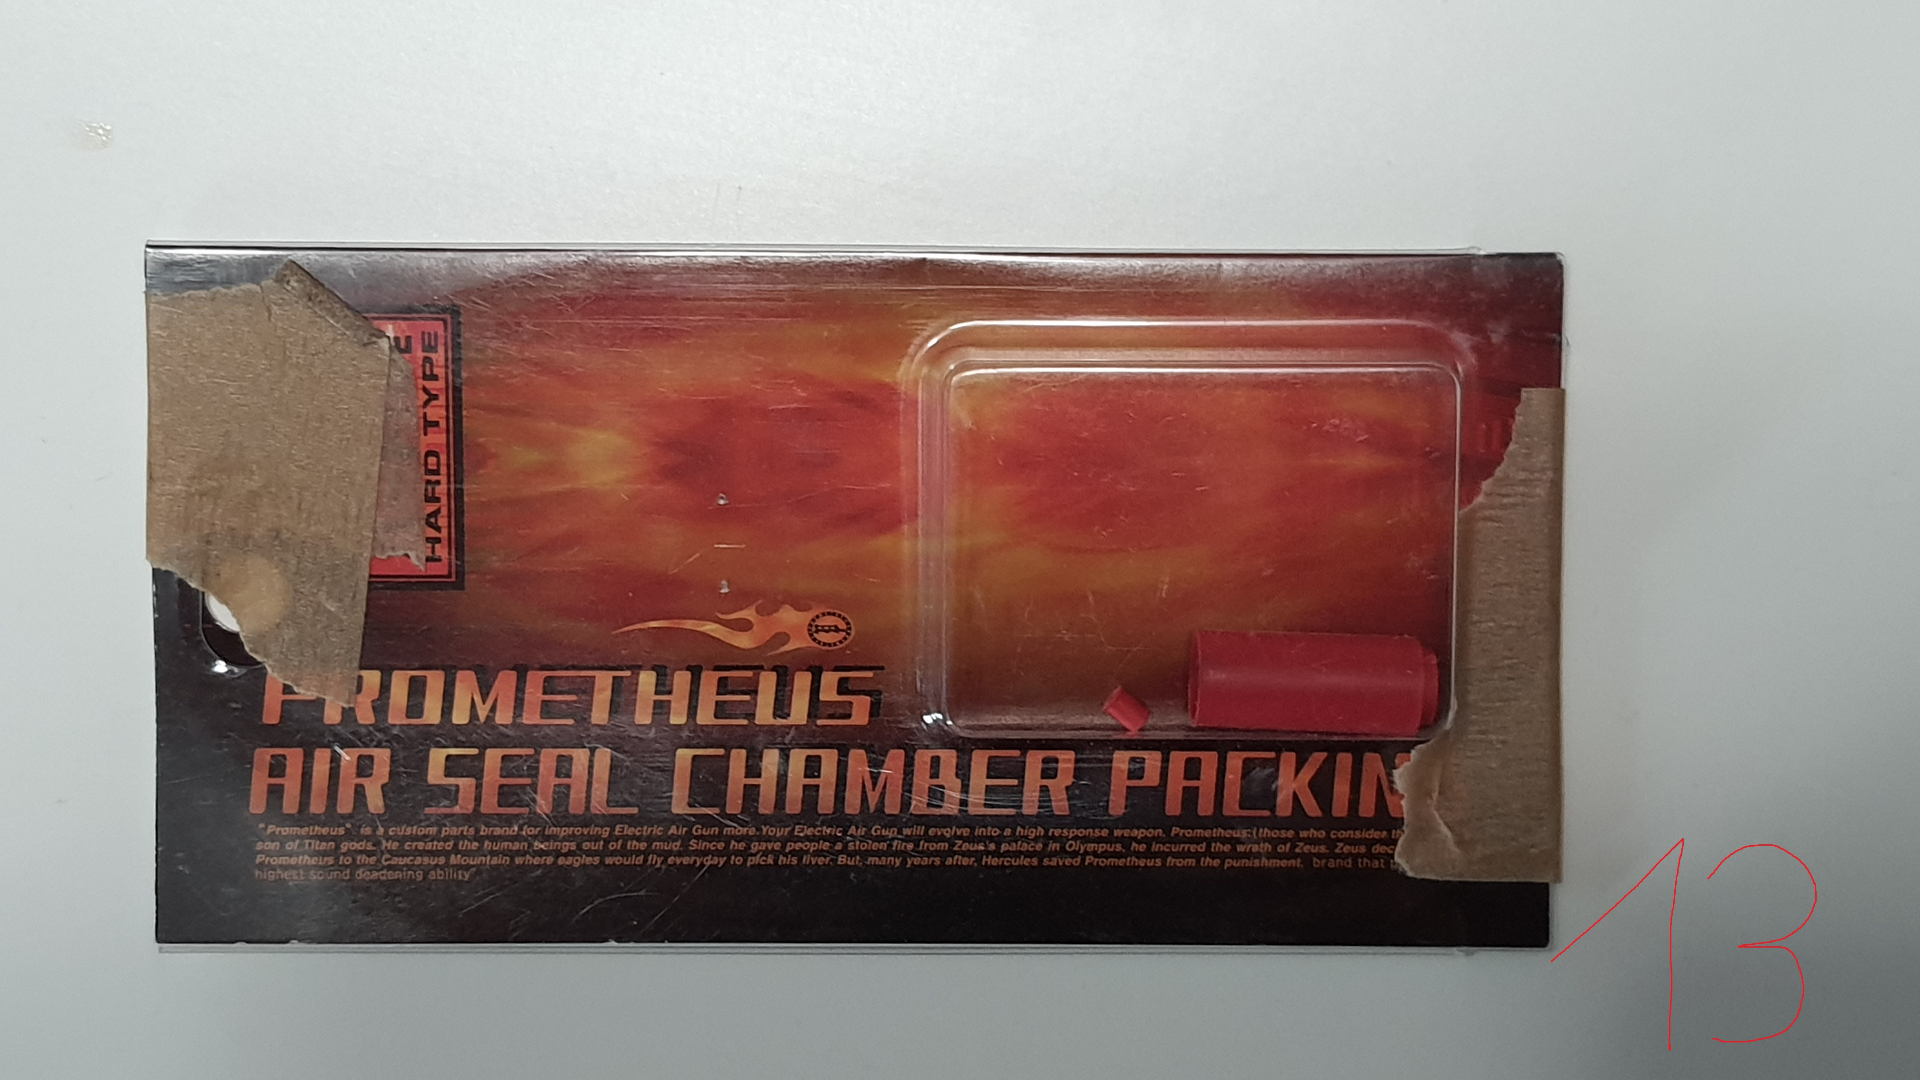 HARD TYPE
PROMETHEUS
AIR SEAL CHAMBER PACKIN
"Prometheus" is a custom parts brand for improving Electric Air Gun more.Your Electric Air Gun will evolve into a high response weapon. Prometheus:(those who consider th
son of Titan gods. He created the human beings out of the mud. Since he gave people a stolen fire from Zeus's palace in Olympus, he incurred the wrath of Zeus. Zeus dec
Prometheus to the Caucasus Mountain where eagles would fly everyday to pick his liver. But, many years after, Hercules saved Prometheus from the punishment. brand that
highest sound deadening ability"
13